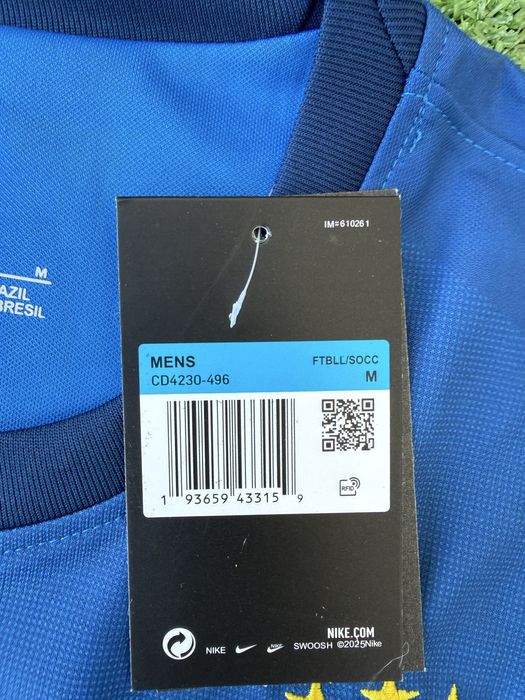 IM#610261
M
AZIL
BRESIL
MENS FTBLL/SOCC
CD4230-496 M
1 93659 43315 9
RFID
NIKE.COM
NIKE NIKE SWOOSH ©2025Nike